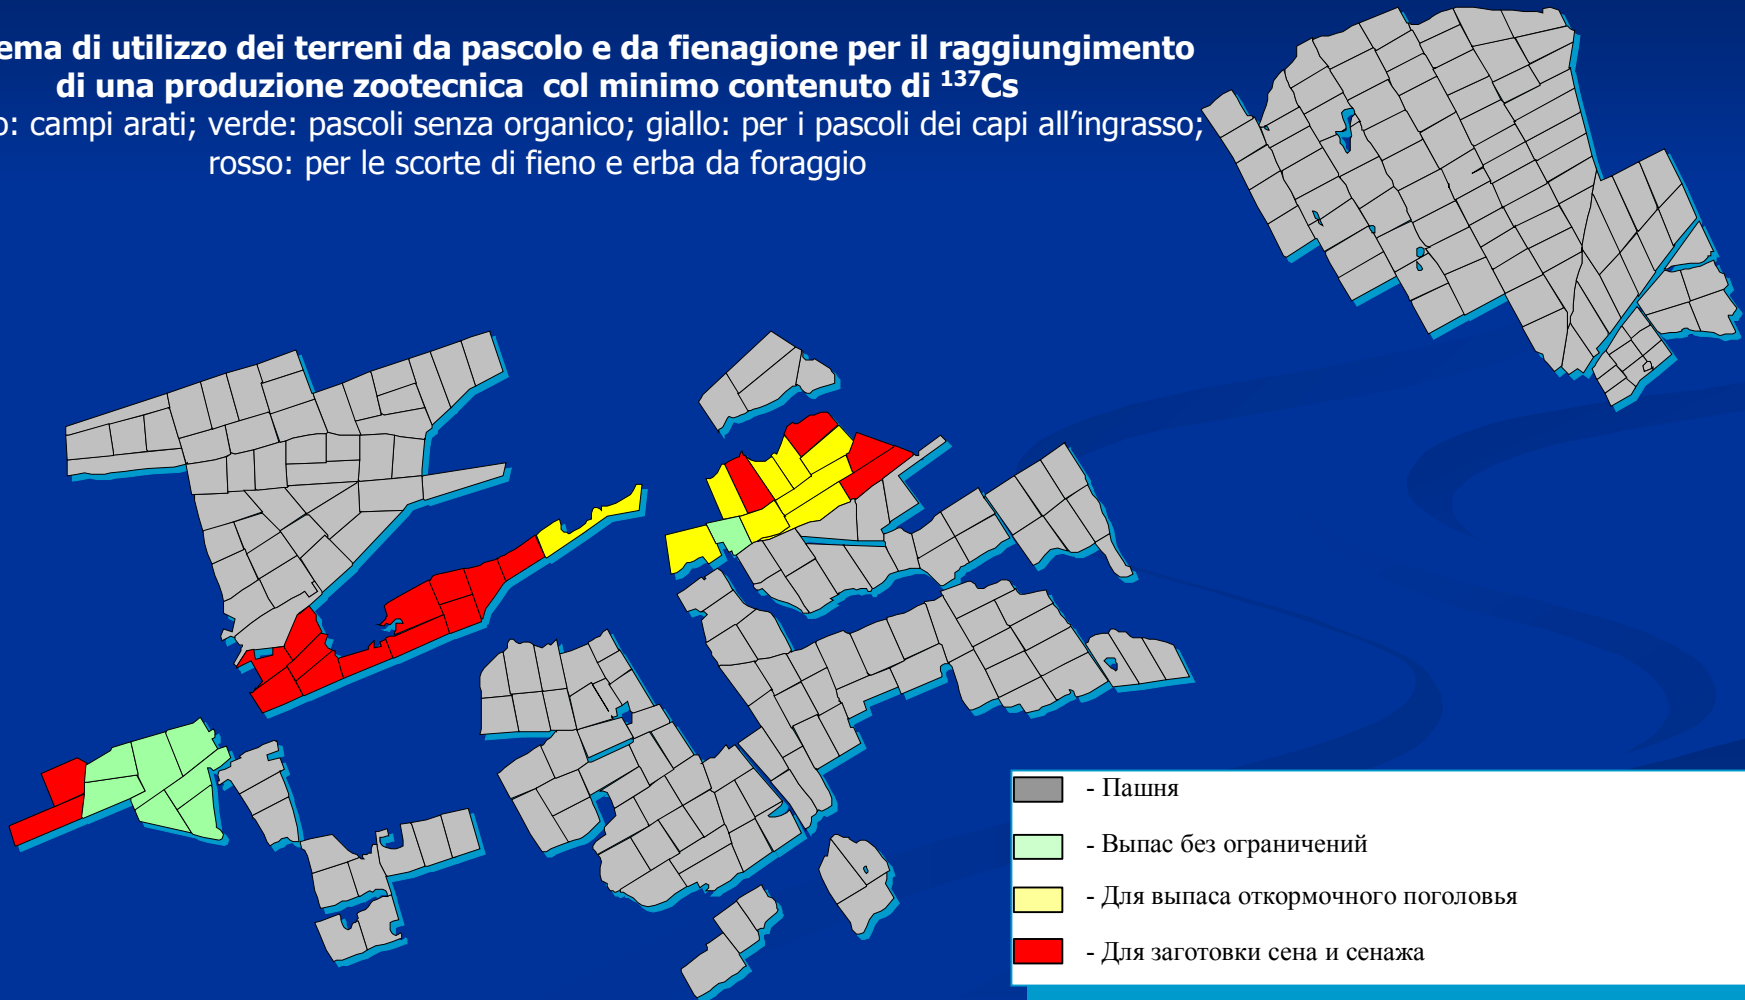 ema di utilizzo dei terreni da pascolo e da fienagione per il raggiungimento
di una produzione zootecnica col minimo contenuto di ¹³⁷Cs
o: campi arati; verde: pascoli senza organico; giallo: per i pascoli dei capi all’ingrasso;
rosso: per le scorte di fieno e erba da foraggio
- Пашня
- Выпас без ограничений
- Для выпаса откормочного поголовья
- Для заготовки сена и сенажа